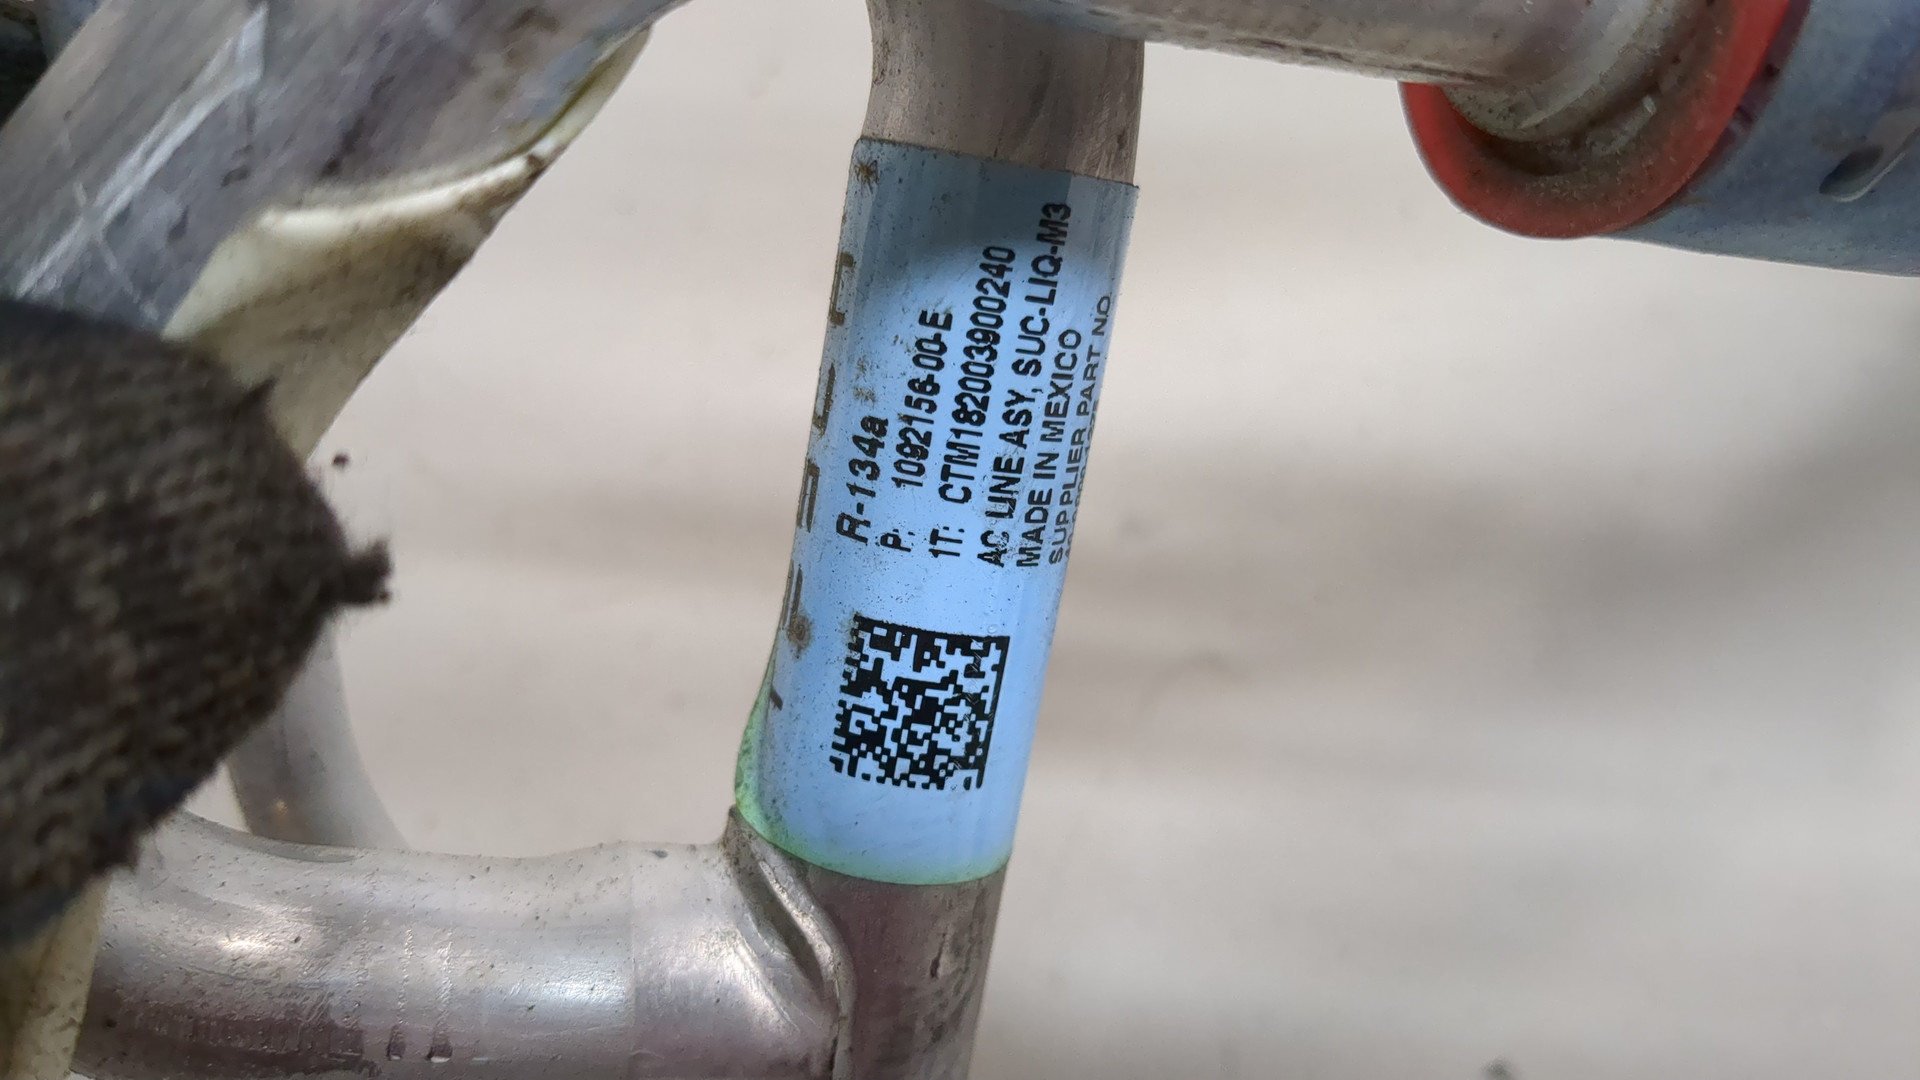 R-134a
P: 1092156-00-E
1T: CTM182003900240
AC LINE ASY, SUC-LIQ-M3
MADE IN MEXICO
SUPPLIER PART NO.